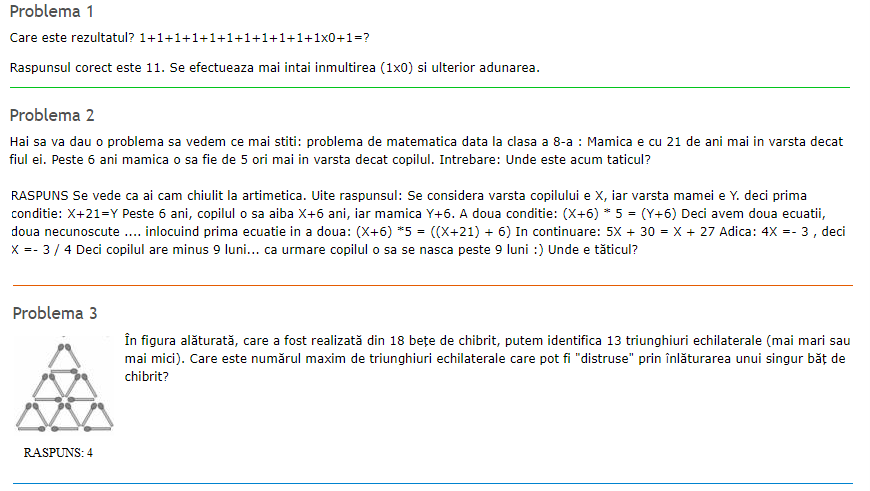 Problema 1
Care este rezultatul? 1+1+1+1+1+1+1+1+1+1+1x0+1=?
Raspunsul corect este 11. Se efectueaza mai intai inmultirea (1x0) si ulterior adunarea.
Problema 2
Hai sa va dau o problema sa vedem ce mai stiti: problema de matematica data la clasa a 8-a : Mamica e cu 21 de ani mai in varsta decat
fiul ei. Peste 6 ani mamica o sa fie de 5 ori mai in varsta decat copilul. Intrebare: Unde este acum taticul?
RASPUNS Se vede ca ai cam chiulit la artimetica. Uite raspunsul: Se considera varsta copilului e X, iar varsta mamei e Y. deci prima
conditie: X+21=Y Peste 6 ani, copilul o sa aiba X+6 ani, iar mamica Y+6. A doua conditie: (X+6) * 5 = (Y+6) Deci avem doua ecuatii,
doua necunoscute .... inlocuind prima ecuatie in a doua: (X+6) *5 = ((X+21) + 6) In continuare: 5X + 30 = X + 27 Adica: 4X =- 3 , deci
X =- 3 / 4 Deci copilul are minus 9 luni... ca urmare copilul o sa se nasca peste 9 luni :) Unde e tăticul?
Problema 3
În figura alăturată, care a fost realizată din 18 bețe de chibrit, putem identifica 13 triunghiuri echilaterale (mai mari sau
mai mici). Care este numărul maxim de triunghiuri echilaterale care pot fi "distruse" prin înlăturarea unui singur băț de
chibrit?
RASPUNS: 4